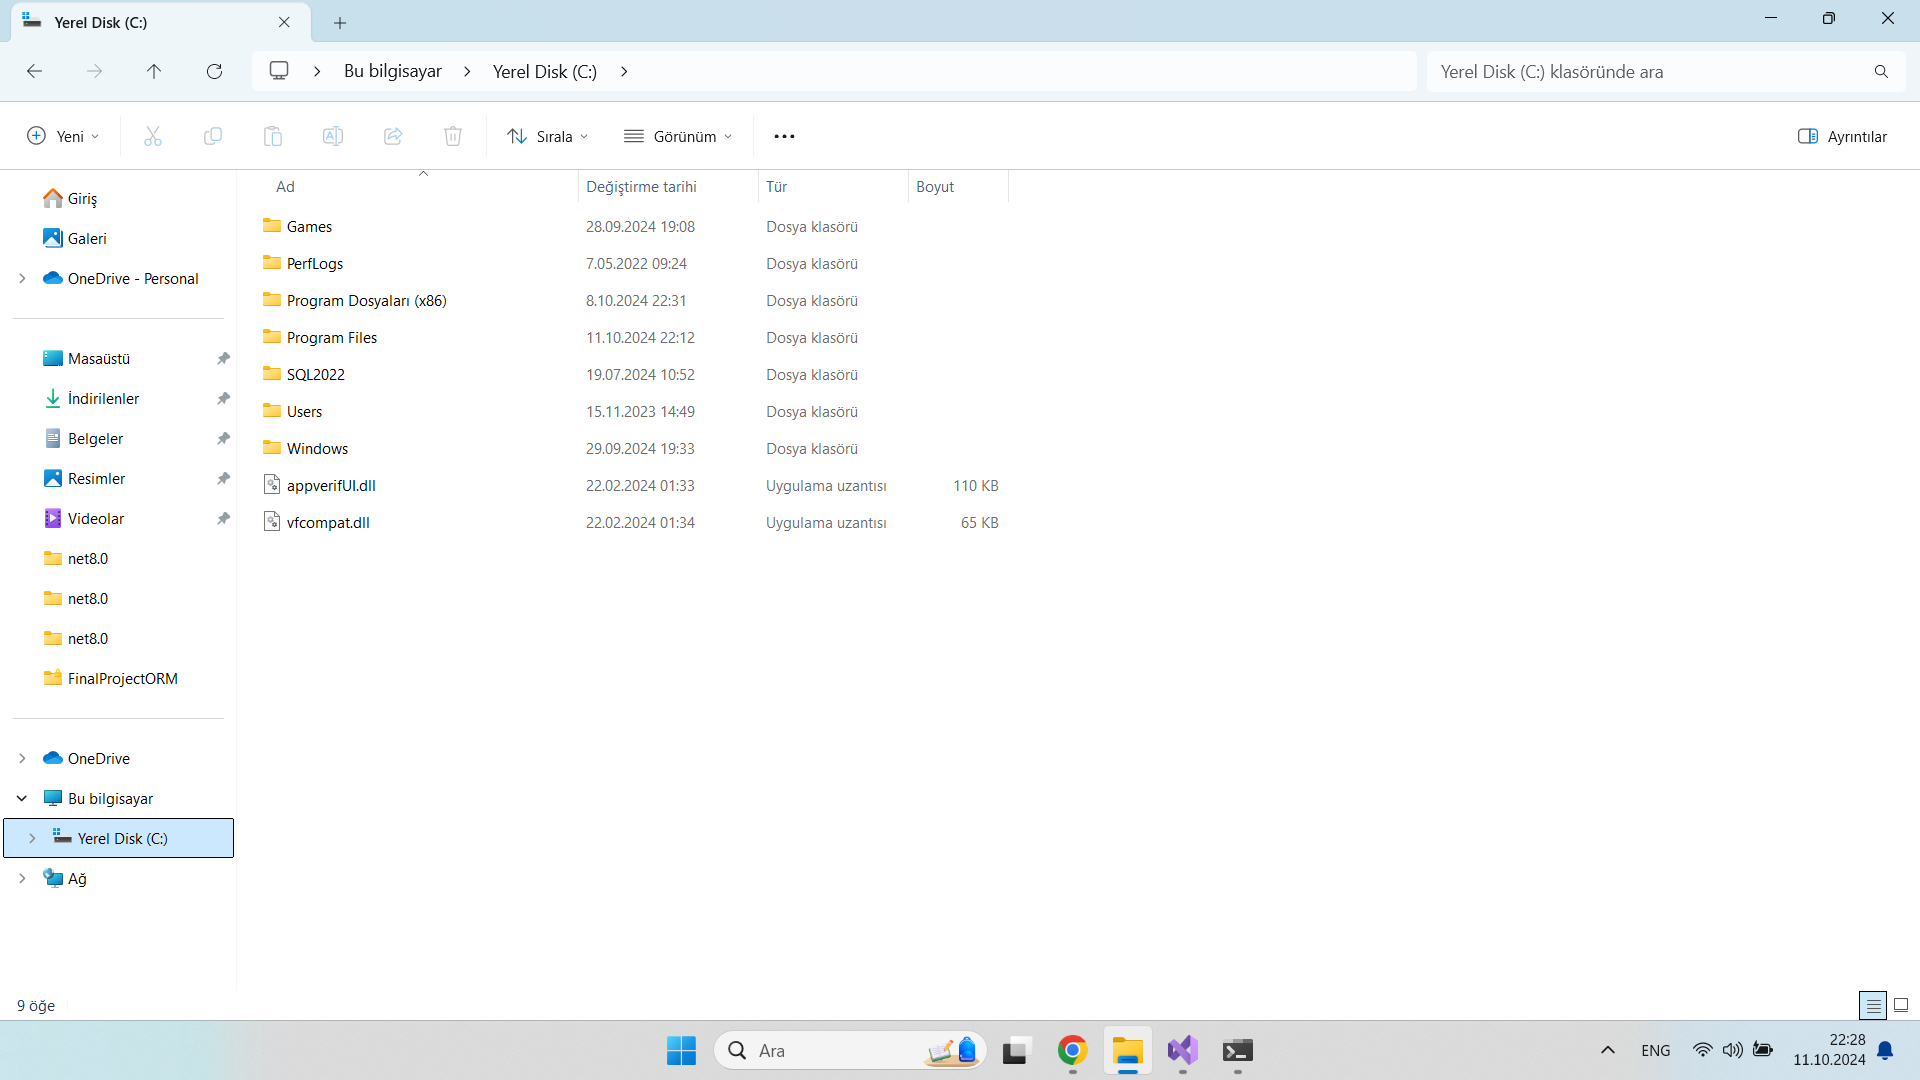 Yerel Disk (C:)
Bu bilgisayar
Yerel Disk (C:)
Yerel Disk (C:) klasöründe ara
Yeni
Sırala
Görünüm
Ayrıntılar
Giriş
Galeri
OneDrive - Personal
Masaüstü
İndirilenler
Belgeler
Resimler
Videolar
net8.0
net8.0
net8.0
FinalProjectORM
OneDrive
Bu bilgisayar
Yerel Disk (C:)
Ağ
Ad Değiştirme tarihi Tür Boyut
Games 28.09.2024 19:08 Dosya klasörü
PerfLogs 7.05.2022 09:24 Dosya klasörü
Program Dosyaları (x86) 8.10.2024 22:31 Dosya klasörü
Program Files 11.10.2024 22:12 Dosya klasörü
SQL2022 19.07.2024 10:52 Dosya klasörü
Users 15.11.2023 14:49 Dosya klasörü
Windows 29.09.2024 19:33 Dosya klasörü
appverifUI.dll 22.02.2024 01:33 Uygulama uzantısı 110 KB
vfcompat.dll 22.02.2024 01:34 Uygulama uzantısı 65 KB
9 öğe
Ara
ENG
22:28
11.10.2024